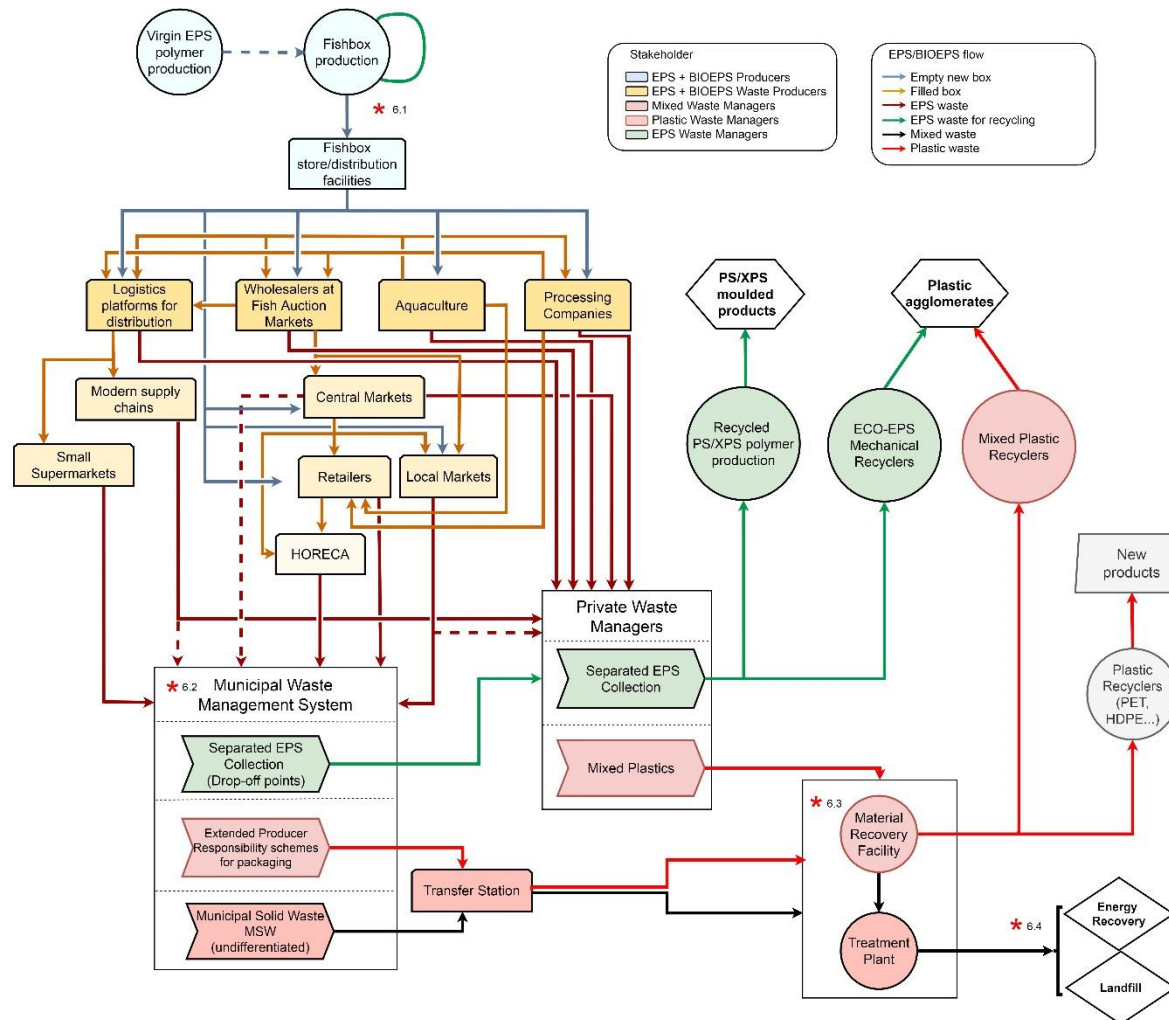 Virgin EPS
polymer
production
Fishbox
production
* 6.1
Fishbox
store/distribution
facilities
Stakeholder
EPS + BIOEPS Producers
EPS + BIOEPS Waste Producers
Mixed Waste Managers
Plastic Waste Managers
EPS Waste Managers
EPS/BIOEPS flow
Empty new box
Filled box
EPS waste
EPS waste for recycling
Mixed waste
Plastic waste
Logistics
platforms for
distribution
Wholesalers at
Fish Auction
Markets
Aquaculture
Processing
Companies
PS/XPS
moulded
products
Plastic
agglomerates
Modern supply
chains
Central Markets
Small
Supermarkets
Retailers
Local Markets
HORECA
Recycled
PS/XPS polymer
production
ECO-EPS
Mechanical
Recyclers
Mixed Plastic
Recyclers
New
products
Plastic
Recyclers
(PET,
HDPE...)
Private Waste
Managers
Separated EPS
Collection
Mixed Plastics
* 6.2
Municipal Waste
Management System
Separated EPS
Collection
(Drop-off points)
Extended Producer
Responsibility schemes
for packaging
Municipal Solid Waste
MSW
(undifferentiated)
Transfer Station
* 6.3
Material
Recovery
Facility
Treatment
Plant
* 6.4
Energy
Recovery
Landfill